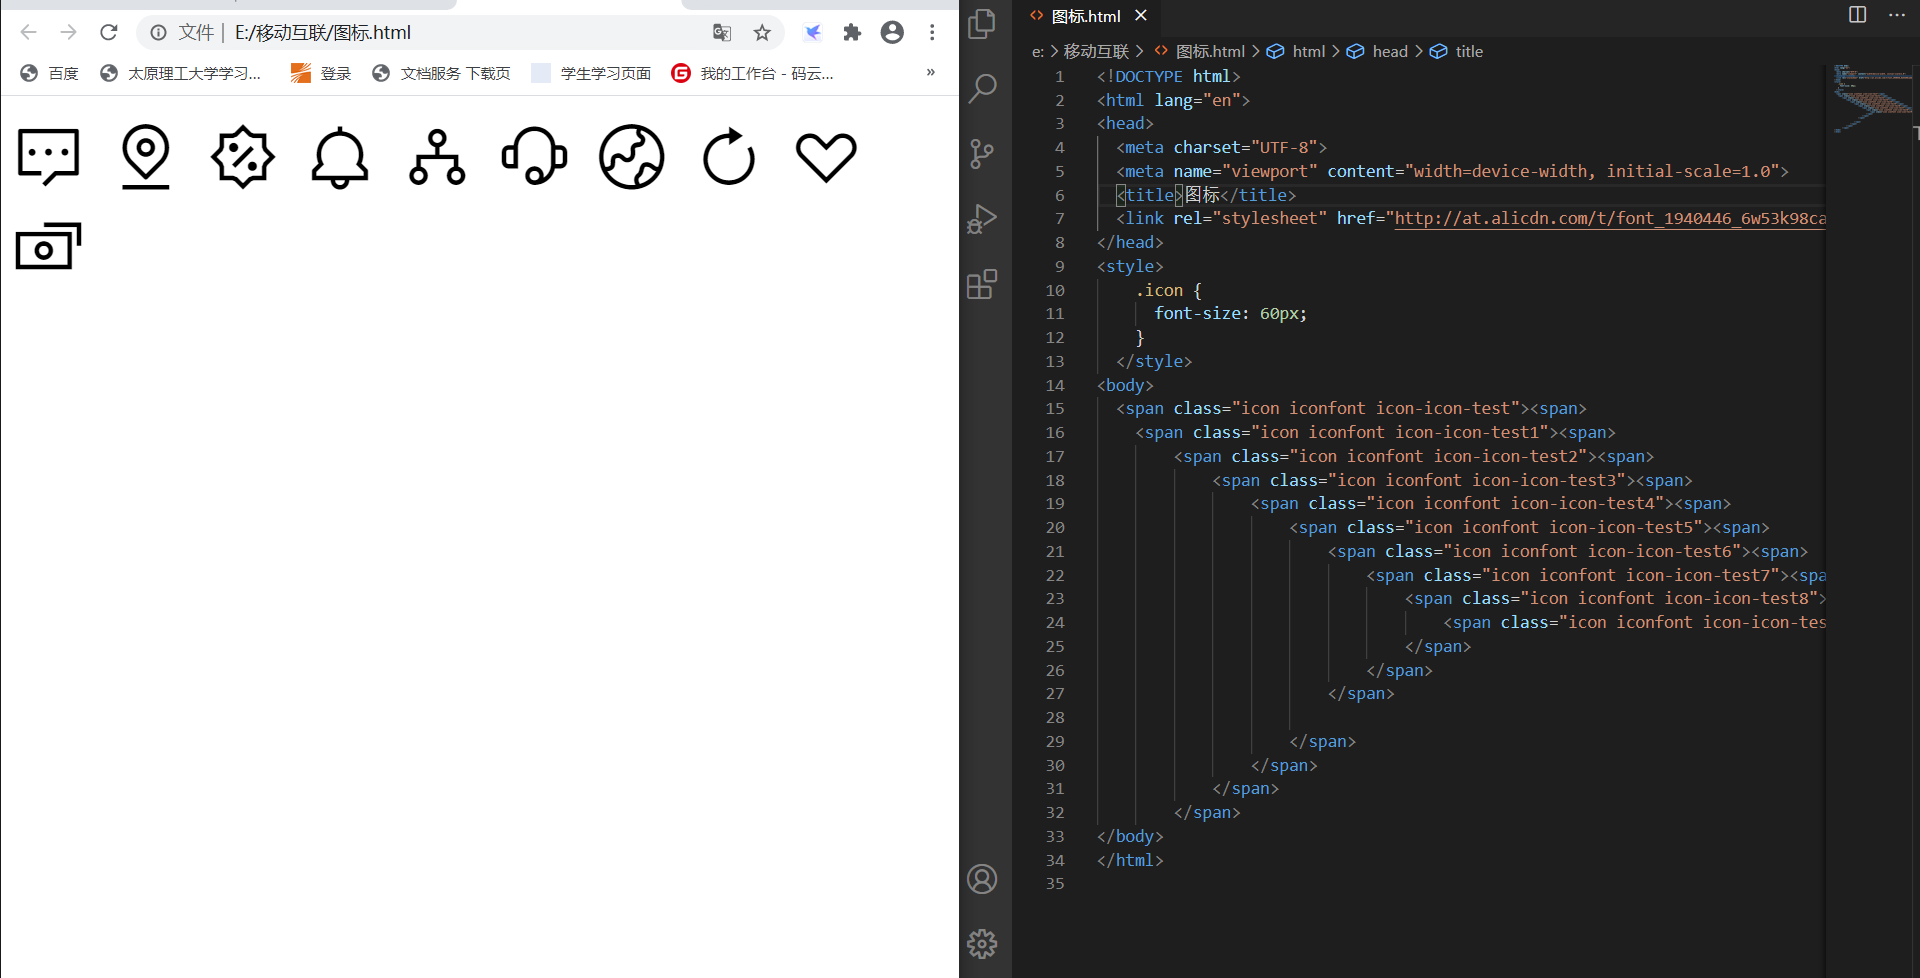 文件 | E:/移动互联/图标.html
百度 太原理工大学学习... 登录 文档服务 下载页 学生学习页面 G 我的工作台 - 码云... »
图标.html
e: > 移动互联 > 图标.html > html > head > title
1 <!DOCTYPE html>
2 <html lang="en">
3 <head>
4 <meta charset="UTF-8">
5 <meta name="viewport" content="width=device-width, initial-scale=1.0">
6 <title>图标</title>
7 <link rel="stylesheet" href="http://at.alicdn.com/t/font_1940446_6w53k98ca
8 </head>
9 <style>
10 .icon {
11 font-size: 60px;
12 }
13 </style>
14 <body>
15 <span class="icon iconfont icon-icon-test"><span>
16 <span class="icon iconfont icon-icon-test1"><span>
17 <span class="icon iconfont icon-icon-test2"><span>
18 <span class="icon iconfont icon-icon-test3"><span>
19 <span class="icon iconfont icon-icon-test4"><span>
20 <span class="icon iconfont icon-icon-test5"><span>
21 <span class="icon iconfont icon-icon-test6"><span>
22 <span class="icon iconfont icon-icon-test7"><spa
23 <span class="icon iconfont icon-icon-test8">
24 <span class="icon iconfont icon-icon-tes
25 </span>
26 </span>
27 </span>
28
29 </span>
30 </span>
31 </span>
32 </span>
33 </body>
34 </html>
35